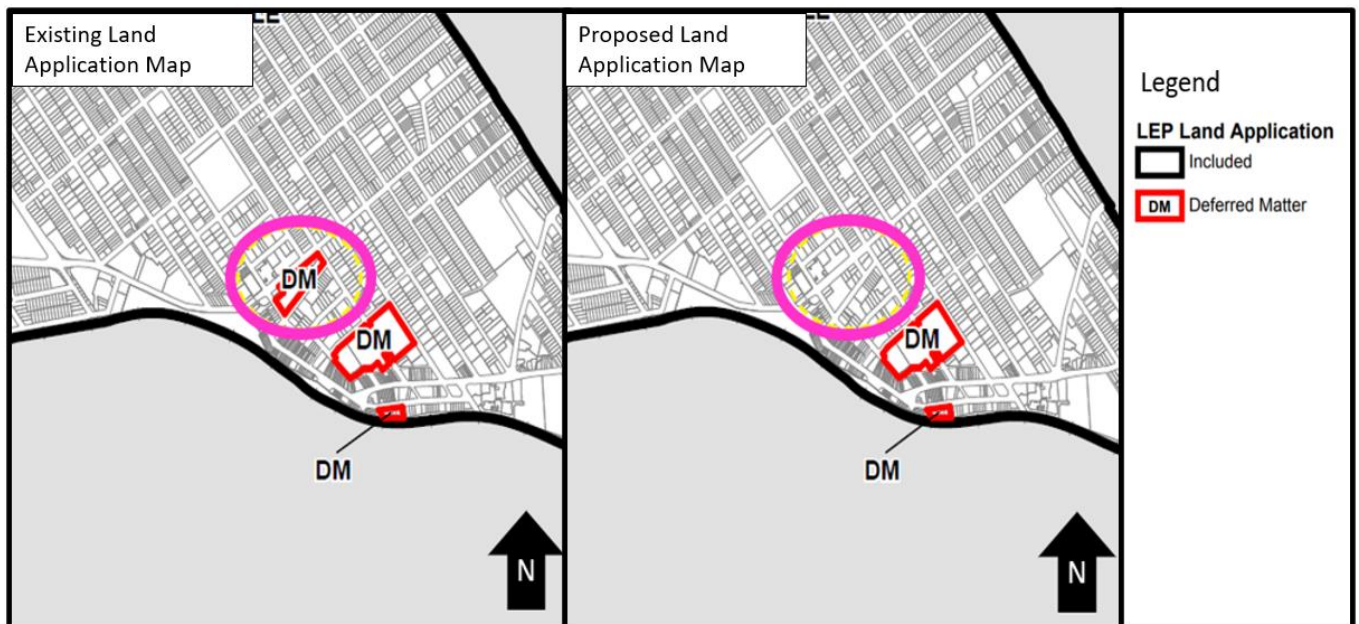 Existing Land
Application Map
DM
DM
DM
N
Proposed Land
Application Map
DM
DM
N
Legend
LEP Land Application
Included
DM Deferred Matter